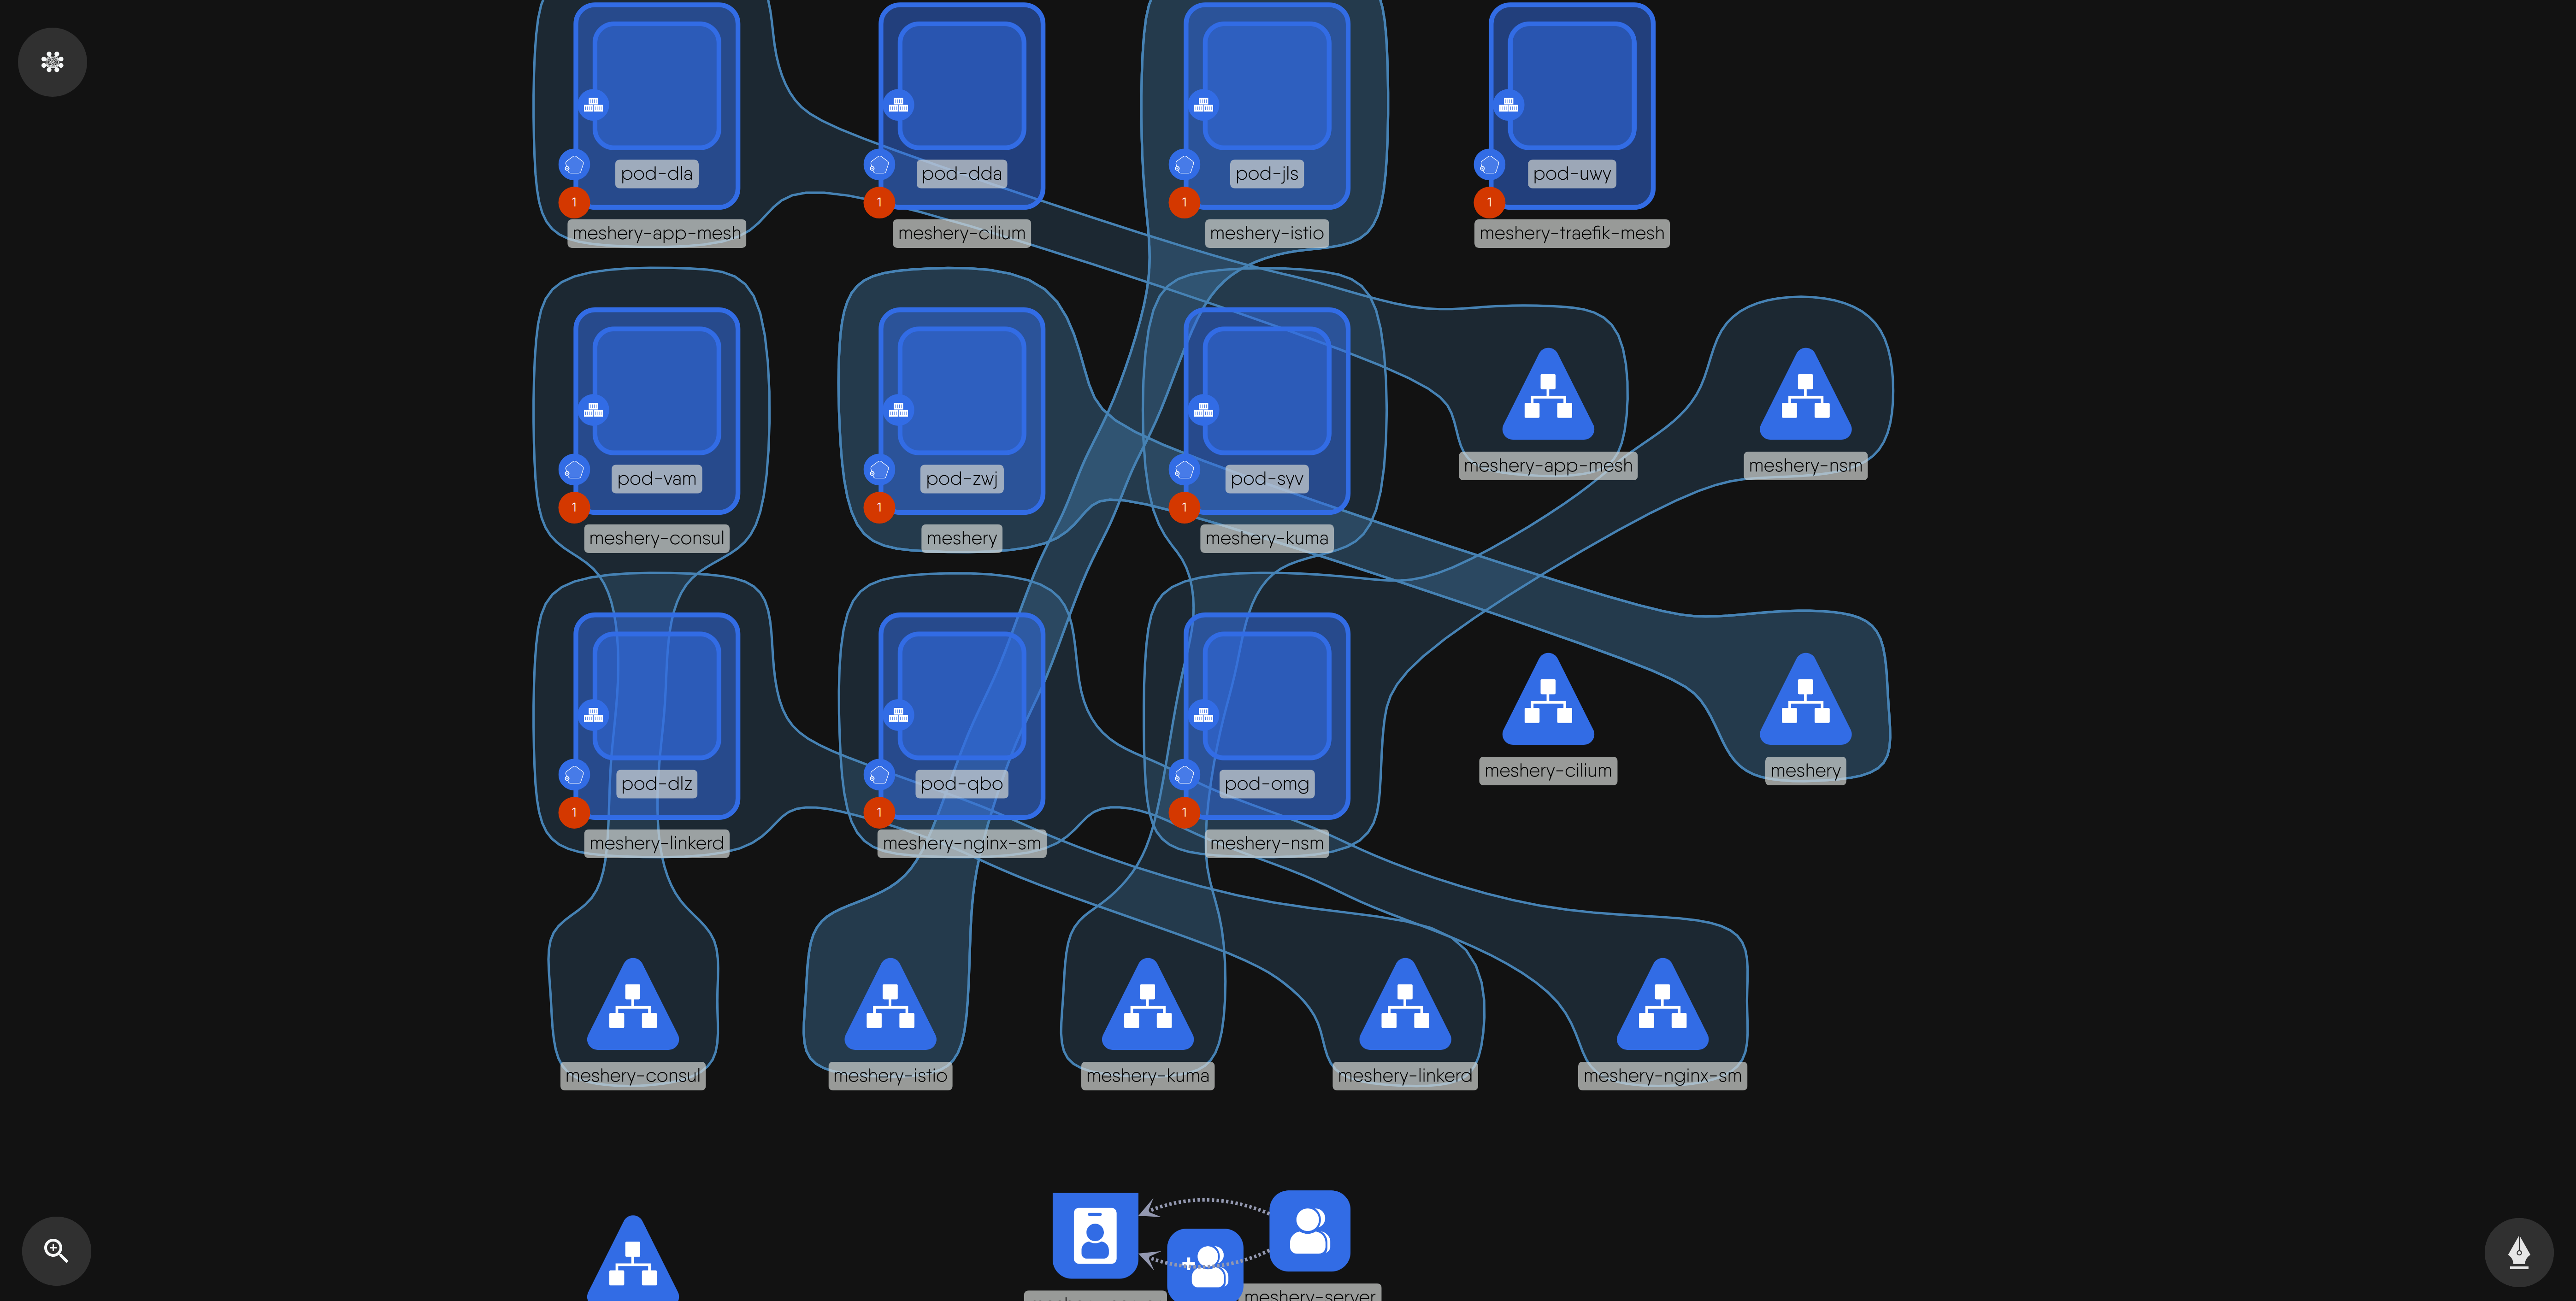 pod-dla
pod-dda
pod-jls
pod-uwy
1
1
1
1
meshery-app-mesh
meshery-cilium
meshery-istio
meshery-traefik-mesh
pod-vam
pod-zwj
pod-syv
meshery-app-mesh
meshery-nsm
1
1
1
meshery-consul
meshery
meshery-kuma
pod-dlz
pod-qbo
pod-omg
meshery-cilium
meshery
1
1
1
meshery-linkerd
meshery-nginx-sm
meshery-nsm
meshery-consul
meshery-istio
meshery-kuma
meshery-linkerd
meshery-nginx-sm
meshery-server